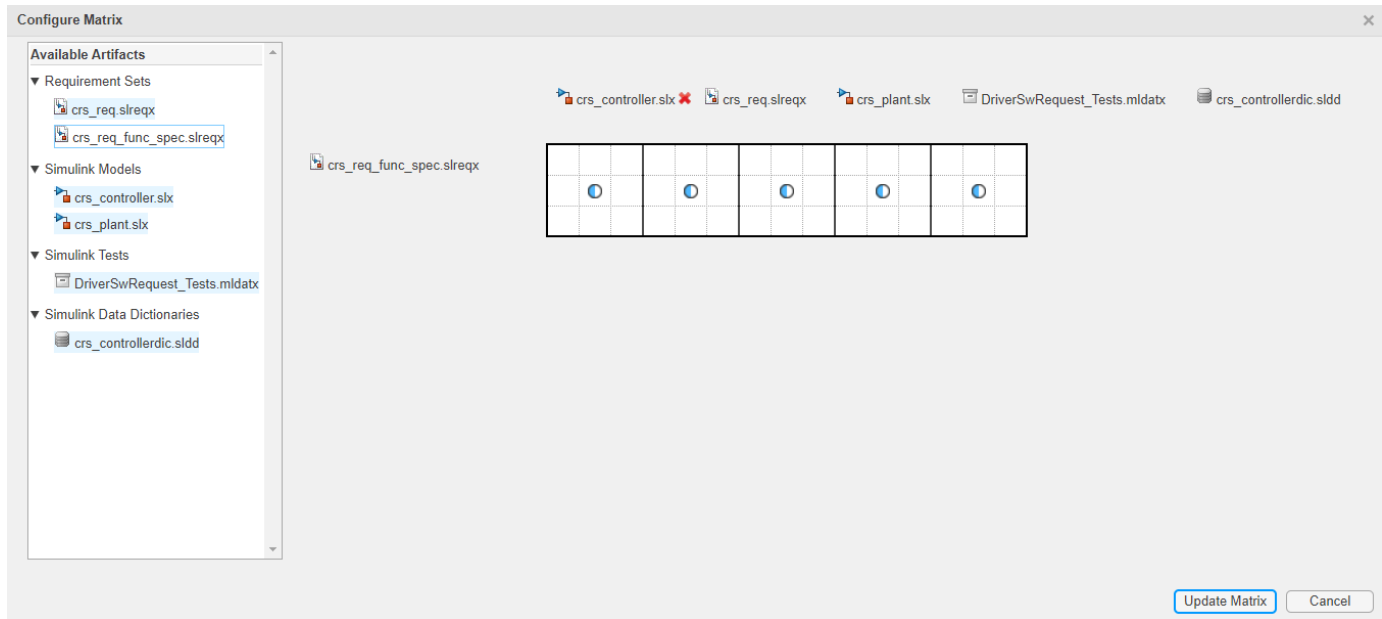 Configure Matrix
Available Artifacts
Requirement Sets
crs_req.slreqx
crs_req_func_spec.slreqx
Simulink Models
crs_controller.slx
crs_plant.slx
Simulink Tests
DriverSwRequest_Tests.mldatx
Simulink Data Dictionaries
crs_controllerdic.sldd
crs_controller.slx crs_req.slreqx crs_plant.slx DriverSwRequest_Tests.mldatx crs_controllerdic.sldd
crs_req_func_spec.slreqx
Update Matrix Cancel